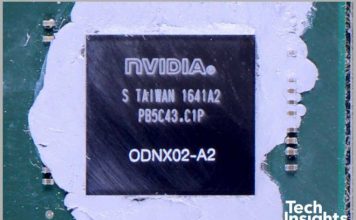 NVIDIA.
S TAIWAN 1641A2
PB5C43.C1P
ODNX02-A2
Tech
Insights